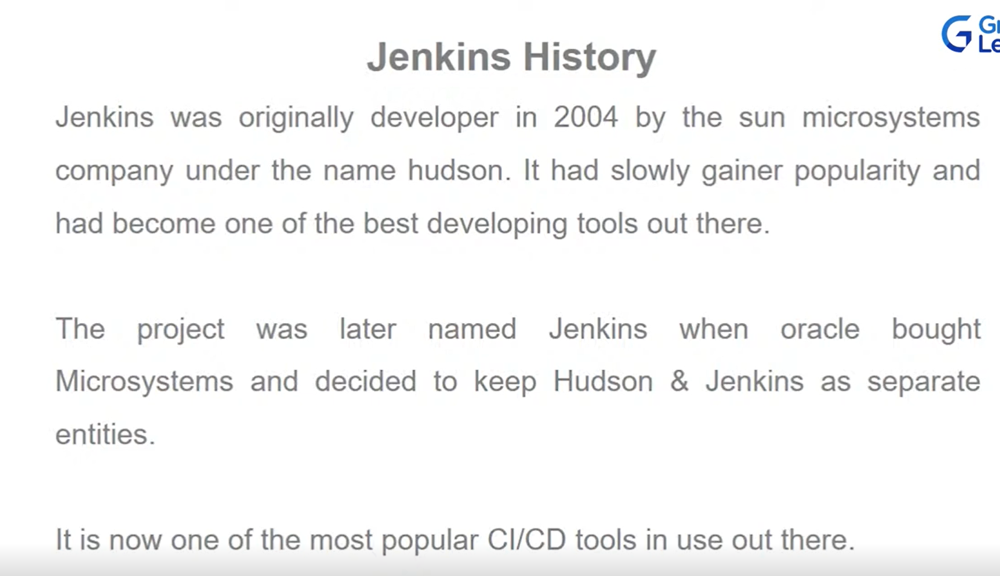 Jenkins History
Jenkins was originally developer in 2004 by the sun microsystems
company under the name hudson. It had slowly gainer popularity and
had become one of the best developing tools out there.
The project was later named Jenkins when oracle bought
Microsystems and decided to keep Hudson & Jenkins as separate
entities.
It is now one of the most popular CI/CD tools in use out there.